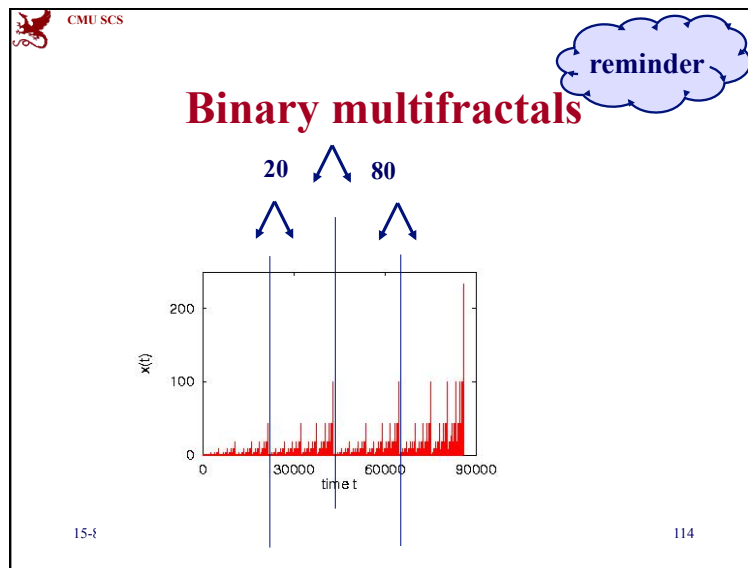 CMU SCS
reminder
Binary multifractals
20 80
200
100
0
x(t)
0 30000 60000 90000
time t
114